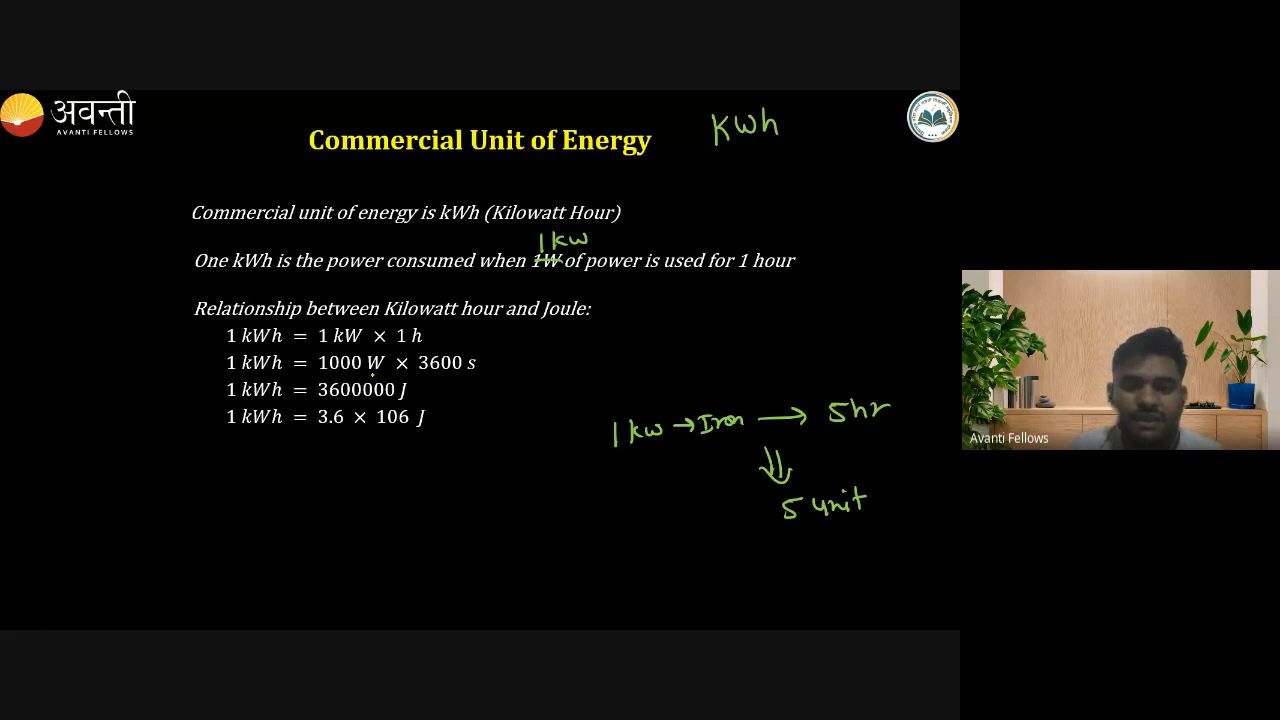 अवन्ती
AVANTI FELLOWS
Commercial Unit of Energy
KWh
Commercial unit of energy is kWh (Kilowatt Hour)
1 kw
One kWh is the power consumed when 1W of power is used for 1 hour
Relationship between Kilowatt hour and Joule:
1 kWh = 1 kW × 1 h
1 kWh = 1000 W × 3600 s
1 kWh = 3600000 J
1 kWh = 3.6 × 106 J
1 kw → Iron → 5hr
5 unit
Avanti Fellows